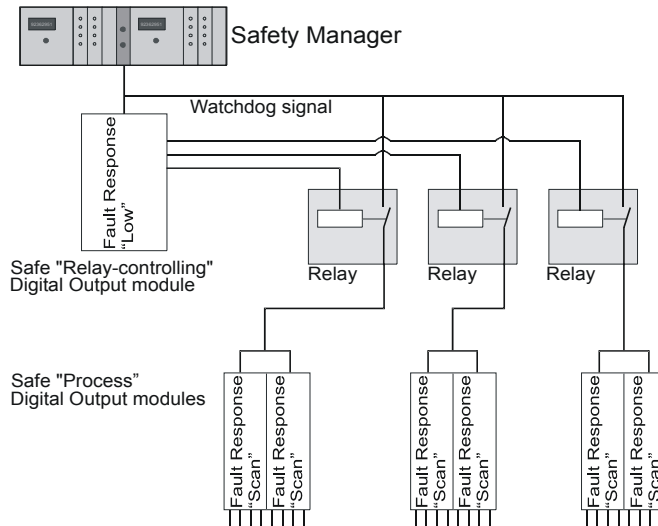 Safety Manager
Watchdog signal
Fault Response
“Low”
Safe "Relay-controlling"
Digital Output module
Relay
Relay
Relay
Safe "Process”
Digital Output modules
Fault Response
“Scan”
Fault Response
“Scan”
Fault Response
“Scan”
Fault Response
“Scan”
Fault Response
“Scan”
Fault Response
“Scan”